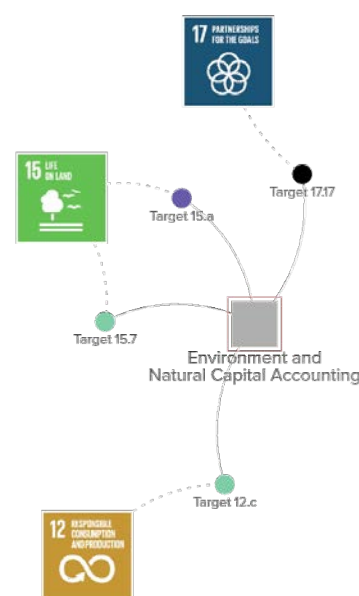 17 PARTNERSHIPS
FOR THE GOALS
15 LIFE
ON LAND
Target 17.17
Target 15.a
Target 15.7
Environment and
Natural Capital Accounting
Target 12.c
12 RESPONSIBLE
CONSUMPTION
AND PRODUCTION